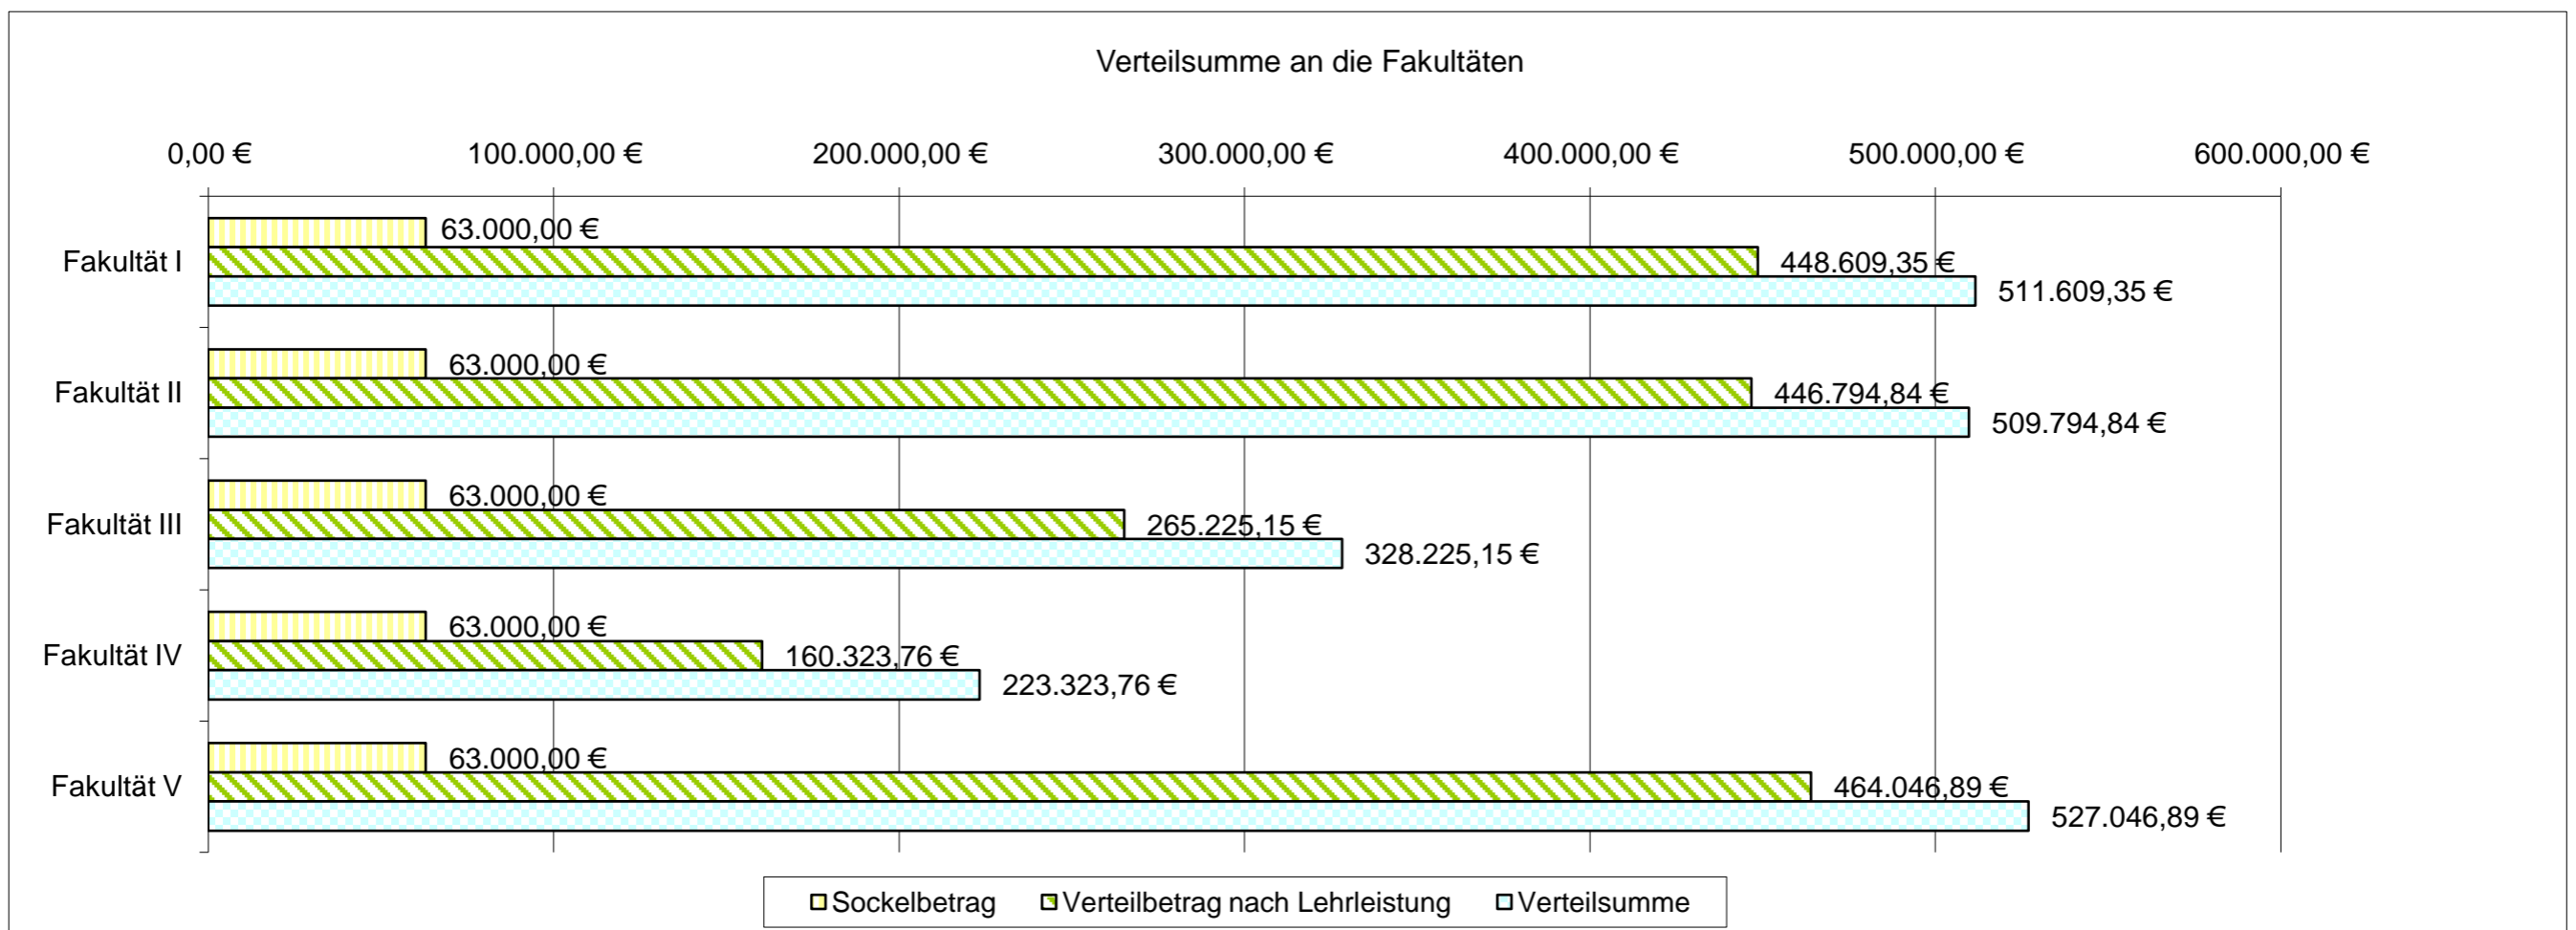 Verteilsumme an die Fakultäten
0,00 € 100.000,00 € 200.000,00 € 300.000,00 € 400.000,00 € 500.000,00 € 600.000,00 €
63.000,00 €
Fakultät I 448.609,35 €
511.609,35 €
63.000,00 €
Fakultät II 446.794,84 €
509.794,84 €
63.000,00 €
Fakultät III 265.225,15 €
328.225,15 €
63.000,00 €
Fakultät IV 160.323,76 €
223.323,76 €
63.000,00 €
Fakultät V 464.046,89 €
527.046,89 €
Sockelbetrag Verteilbetrag nach Lehrleistung Verteilsumme